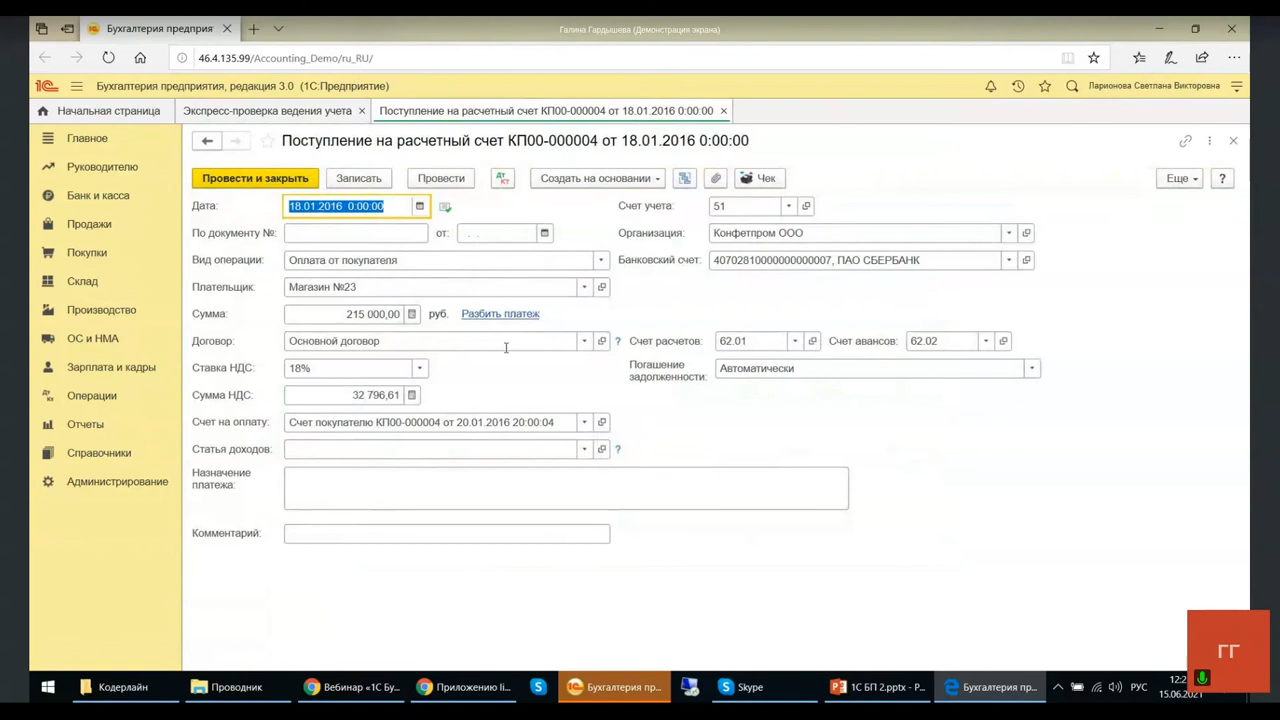 Бухгалтерия предприят
Галина Гардышева (Демонстрация экрана)
46.4.135.99/Accounting_Demo/ru_RU/
1С Бухгалтерия предприятия, редакция 3.0 (1С:Предприятие)
Ларионова Светлана Викторовна
Начальная страница
Экспресс-проверка ведения учета
Поступление на расчетный счет КП00-000004 от 18.01.2016 0:00:00
Главное
Руководителю
Банк и касса
Продажи
Покупки
Склад
Производство
ОС и НМА
Зарплата и кадры
Операции
Отчеты
Справочники
Администрирование
Поступление на расчетный счет КП00-000004 от 18.01.2016 0:00:00
Провести и закрыть Записать Провести Дт Кт Создать на основании Чек Еще ?
Дата: 18.01.2016 0:00:00 Счет учета: 51
По документу №: от: . . Организация: Конфетпром ООО
Вид операции: Оплата от покупателя Банковский счет: 40702810000000000007, ПАО СБЕРБАНК
Плательщик: Магазин №23
Сумма: 215 000,00 руб. Разбить платеж
Договор: Основной договор ? Счет расчетов: 62.01 Счет авансов: 62.02
Ставка НДС: 18% Погашение задолженности: Автоматически
Сумма НДС: 32 796,61
Счет на оплату: Счет покупателю КП00-000004 от 20.01.2016 20:00:04
Статья доходов: ?
Назначение
платежа:
Комментарий:
ГГ
Кодерлайн Проводник Вебинар «1С Бу... Приложению li... Бухгалтерия пр... Skype 1С БП 2.pptx - P... Бухгалтерия пр... РУС
12:2
15.06.202